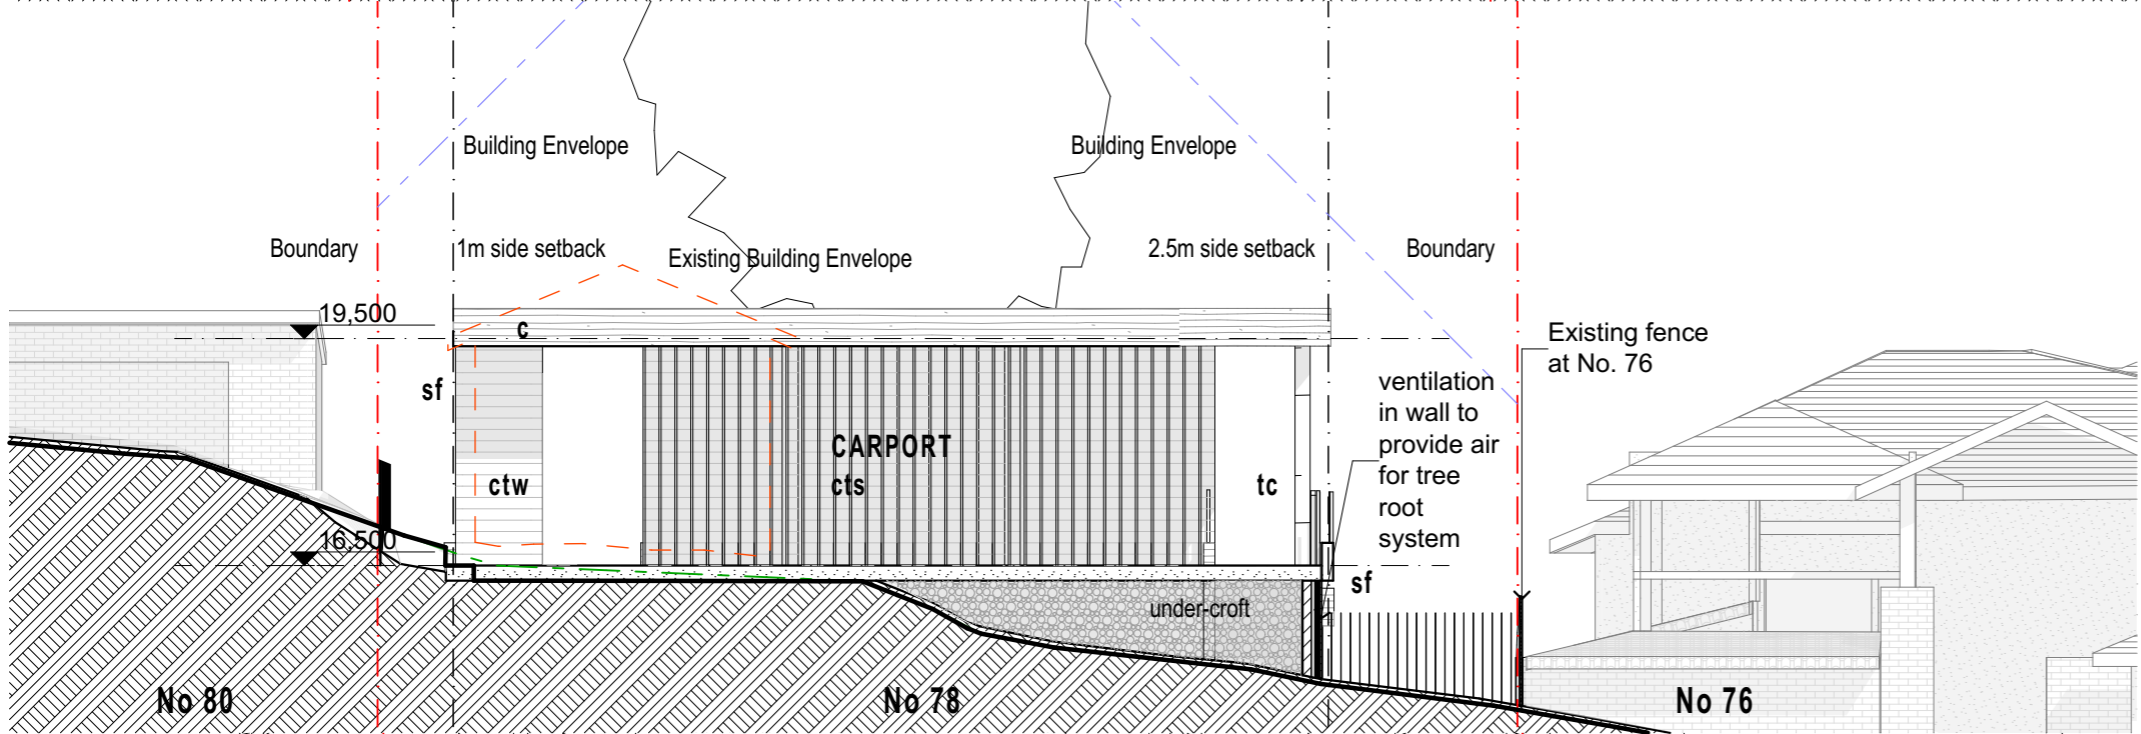 Building Envelope
Building Envelope
Boundary
1m side setback
Existing Building Envelope
2.5m side setback
Boundary
19,500
c
Existing fence
at No. 76
sf
ventilation
in wall to
provide air
for tree
root
system
CARPORT
cts
ctw
tc
16,500
sf
under-croft
No 80
No 78
No 76